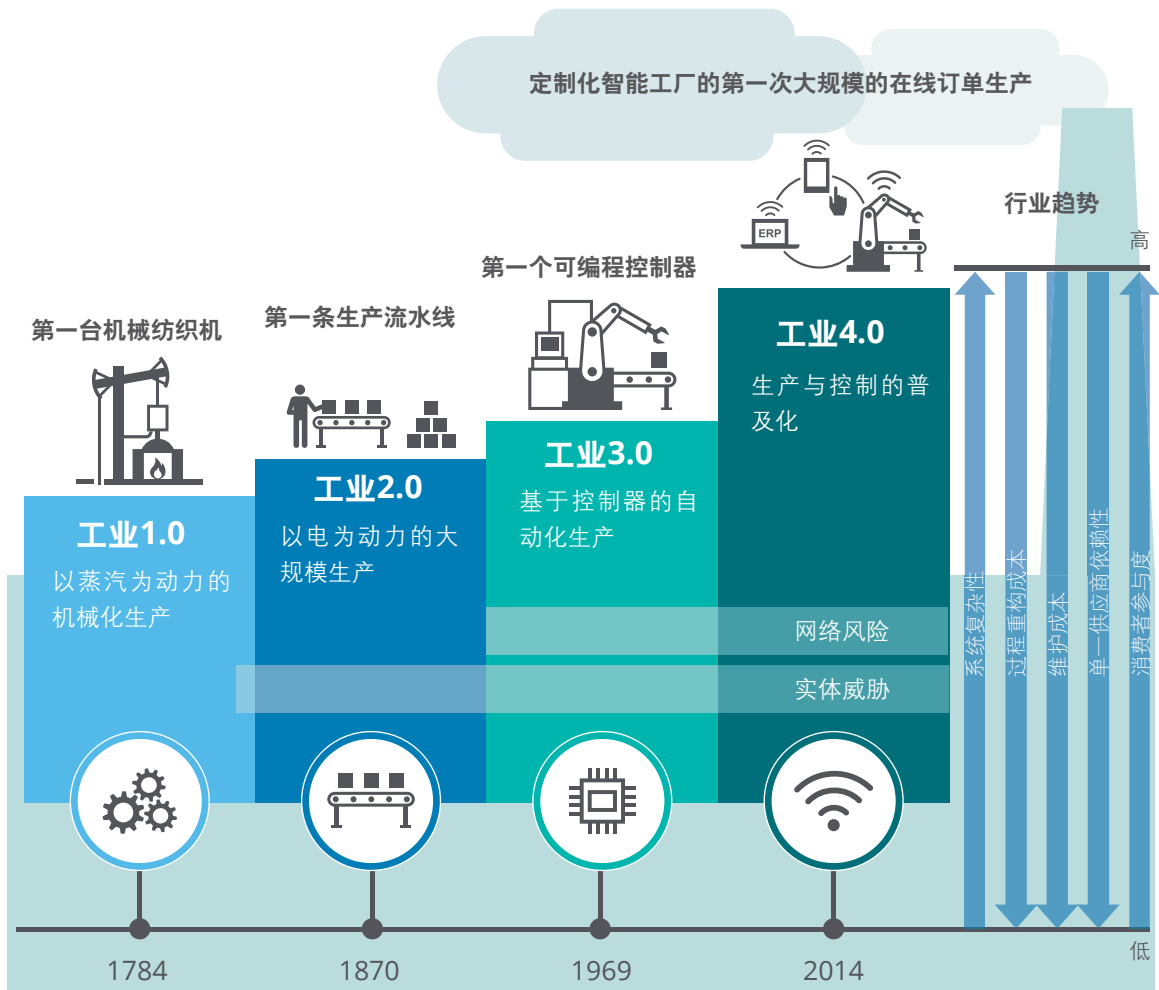 定制化智能工厂的第一次大规模的在线订单生产
行业趋势
高
ERP
第一个可编程控制器
第一条生产流水线
第一台机械纺织机
工业4.0
生产与控制的普
及化
工业3.0
基于控制器的自
动化生产
工业2.0
以电为动力的大
规模生产
工业1.0
以蒸汽为动力的
机械化生产
网络风险
实体威胁
系统复杂性
过程重构成本
维护成本
单一供应商依赖性
消费者参与度
低
1784
1870
1969
2014